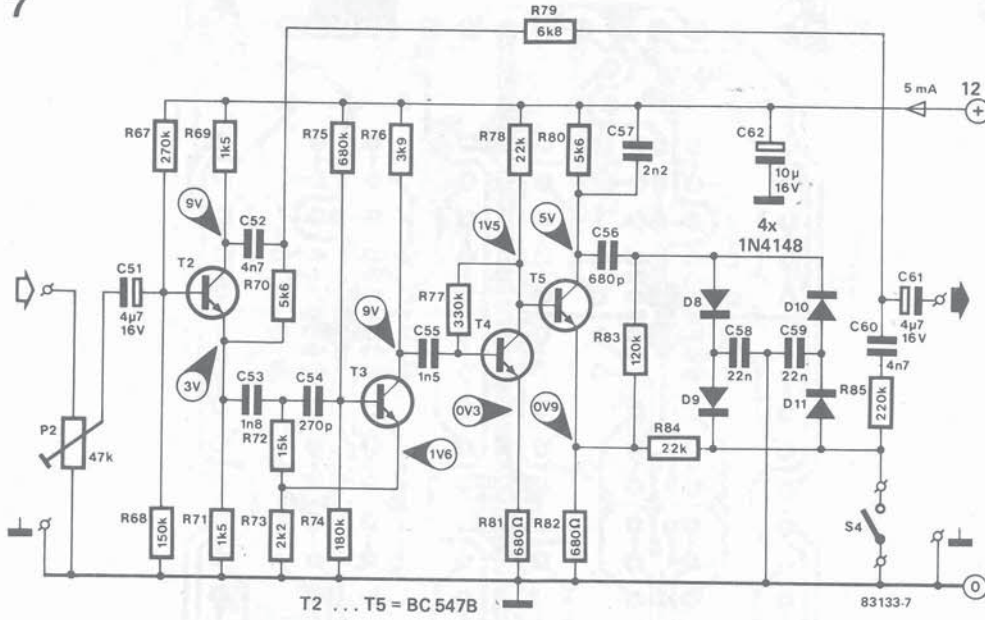 7
R79
6k8
5 mA
12
+
R67
270k
R69
1k5
R75
680k
R76
3k9
R78
22k
R80
5k6
C57
2n2
C62
10µ
16V
4x
1N4148
9V
C52
4n7
R70
5k6
T2
C51
4µ7
16V
3V
1V5
5V
C56
680p
T5
R77
330k
T4
9V
C55
1n5
D8
D10
R83
120k
C58
22n
C59
22n
D9
D11
C61
4µ7
16V
C60
4n7
R85
220k
C53
1n8
C54
270p
T3
R72
15k
0V3
0V9
R84
22k
1V6
P2
47k
R68
150k
R71
1k5
R73
2k2
R74
180k
R81
680Ω
R82
680Ω
S4
0
T2 ... T5 = BC 547B
83133-7